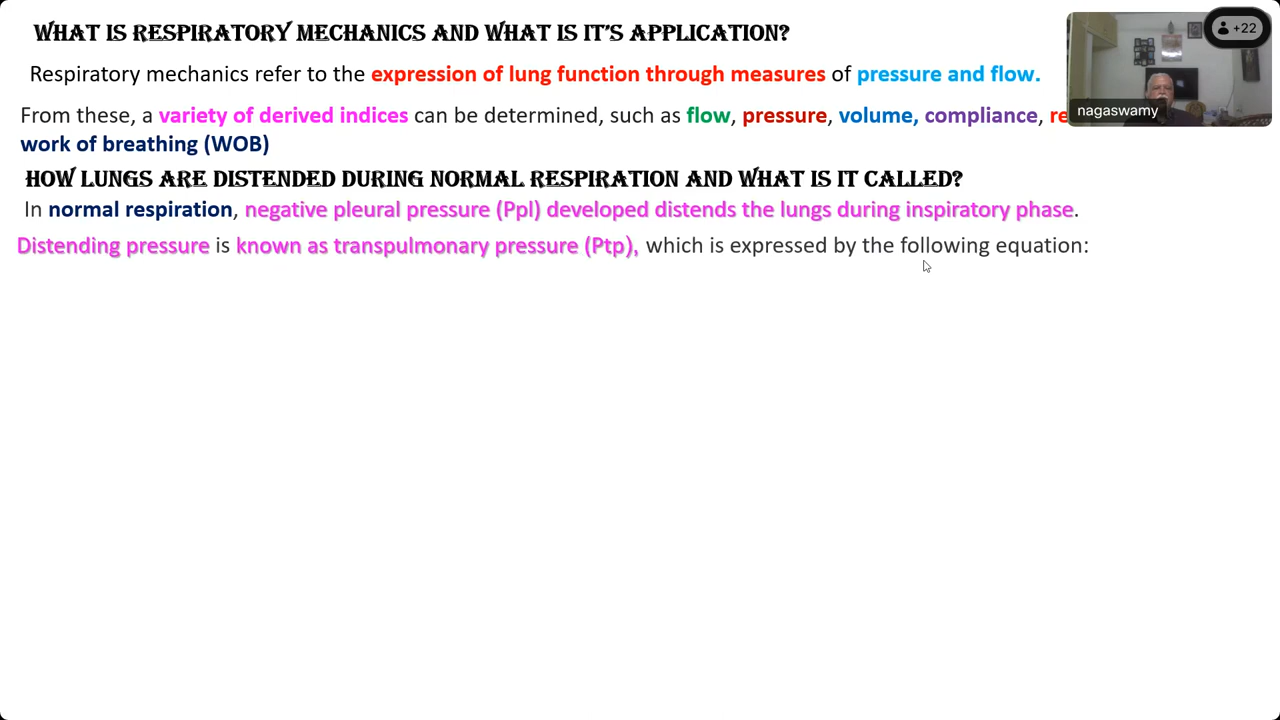 WHAT IS RESPIRATORY MECHANICS AND WHAT IS IT'S APPLICATION?
+22
Respiratory mechanics refer to the expression of lung function through measures of pressure and flow.
nagaswamy
From these, a variety of derived indices can be determined, such as flow, pressure, volume, compliance,
work of breathing (WOB)
HOW LUNGS ARE DISTENDED DURING NORMAL RESPIRATION AND WHAT IS IT CALLED?
In normal respiration, negative pleural pressure (Ppl) developed distends the lungs during inspiratory phase.
Distending pressure is known as transpulmonary pressure (Ptp), which is expressed by the following equation: